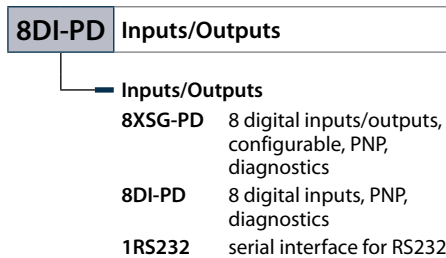 8DI-PD Inputs/Outputs
Inputs/Outputs
8XSG-PD 8 digital inputs/outputs,
configurable, PNP,
diagnostics
8DI-PD 8 digital inputs, PNP,
diagnostics
1RS232 serial interface for RS232